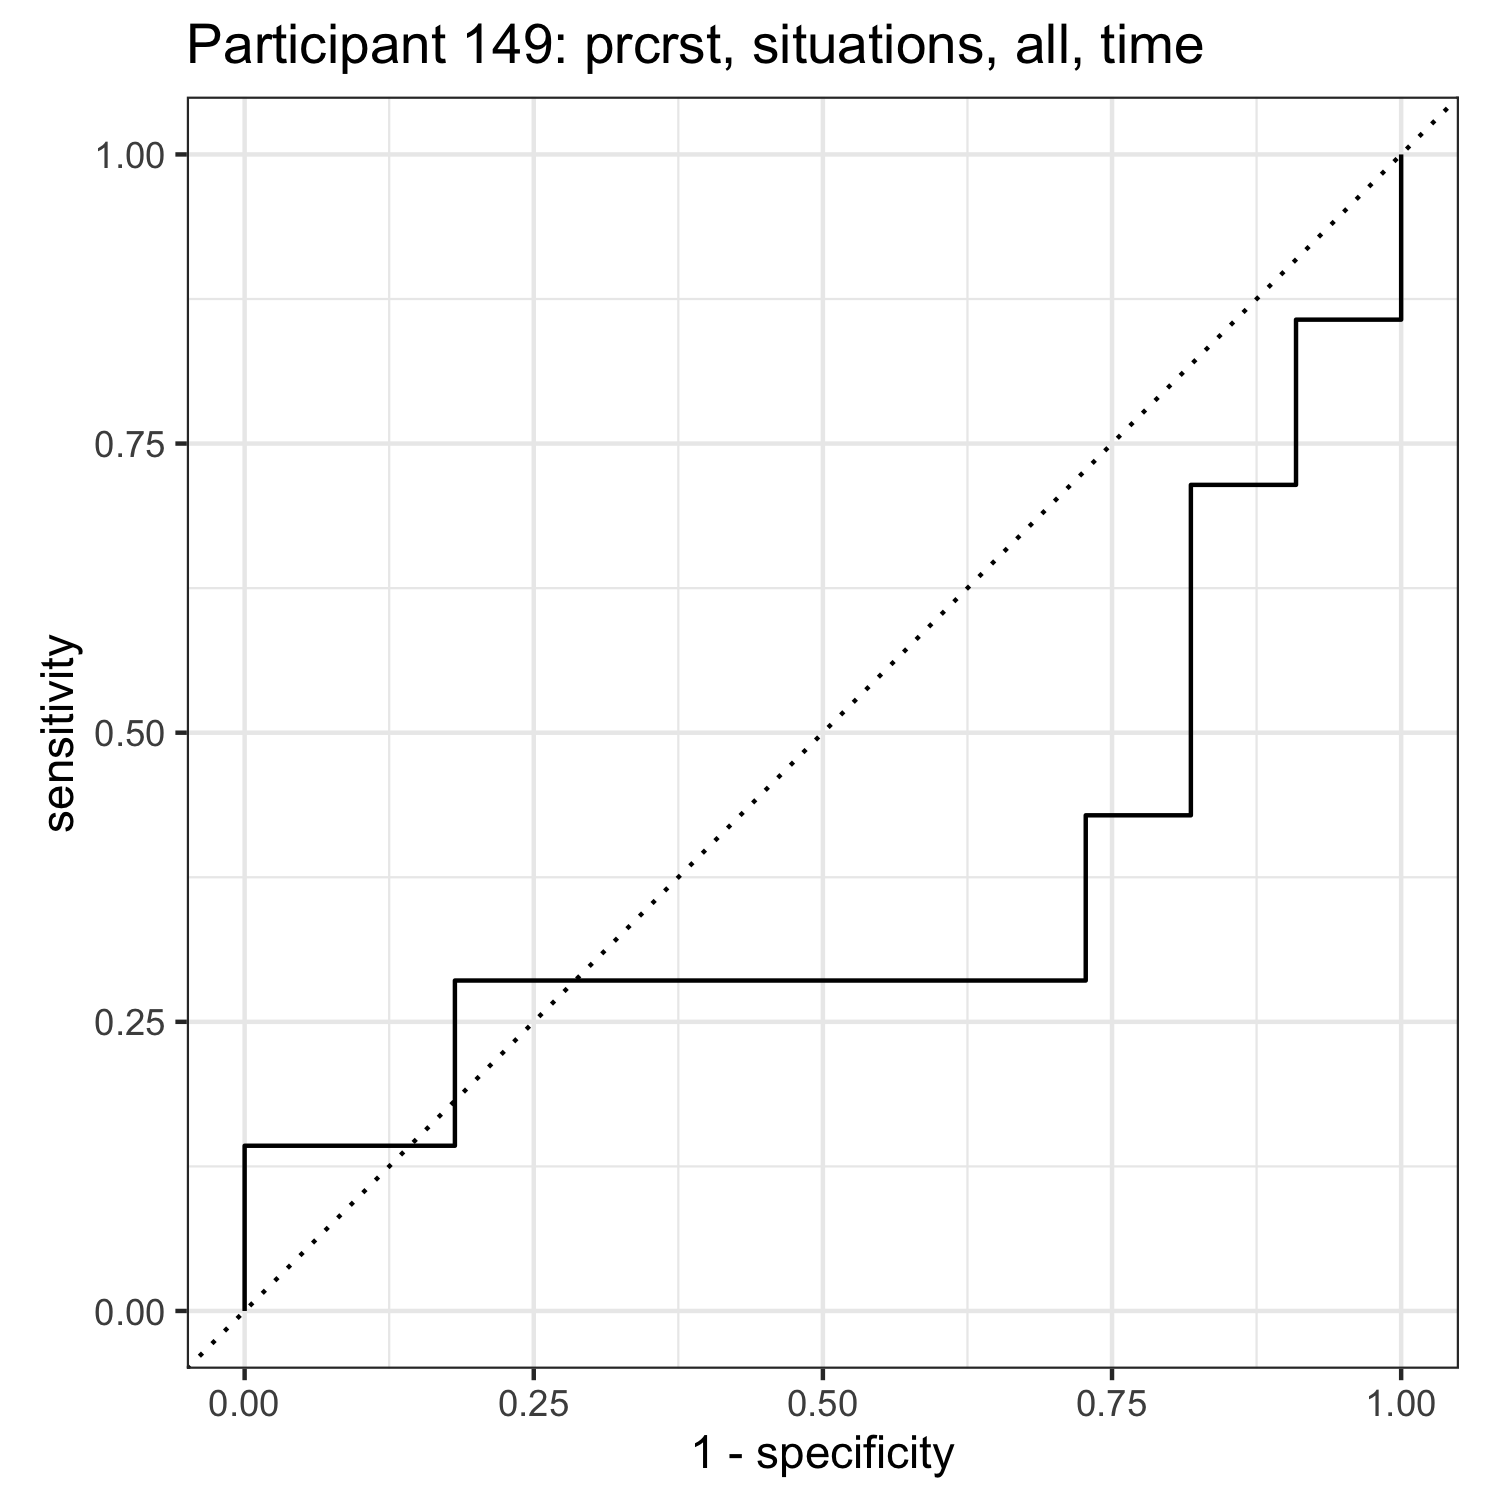 Participant 149: prcrst, situations, all, time
1.00
0.75
0.50
0.25
0.00
sensitivity
0.00 0.25 0.50 0.75 1.00
1 - specificity